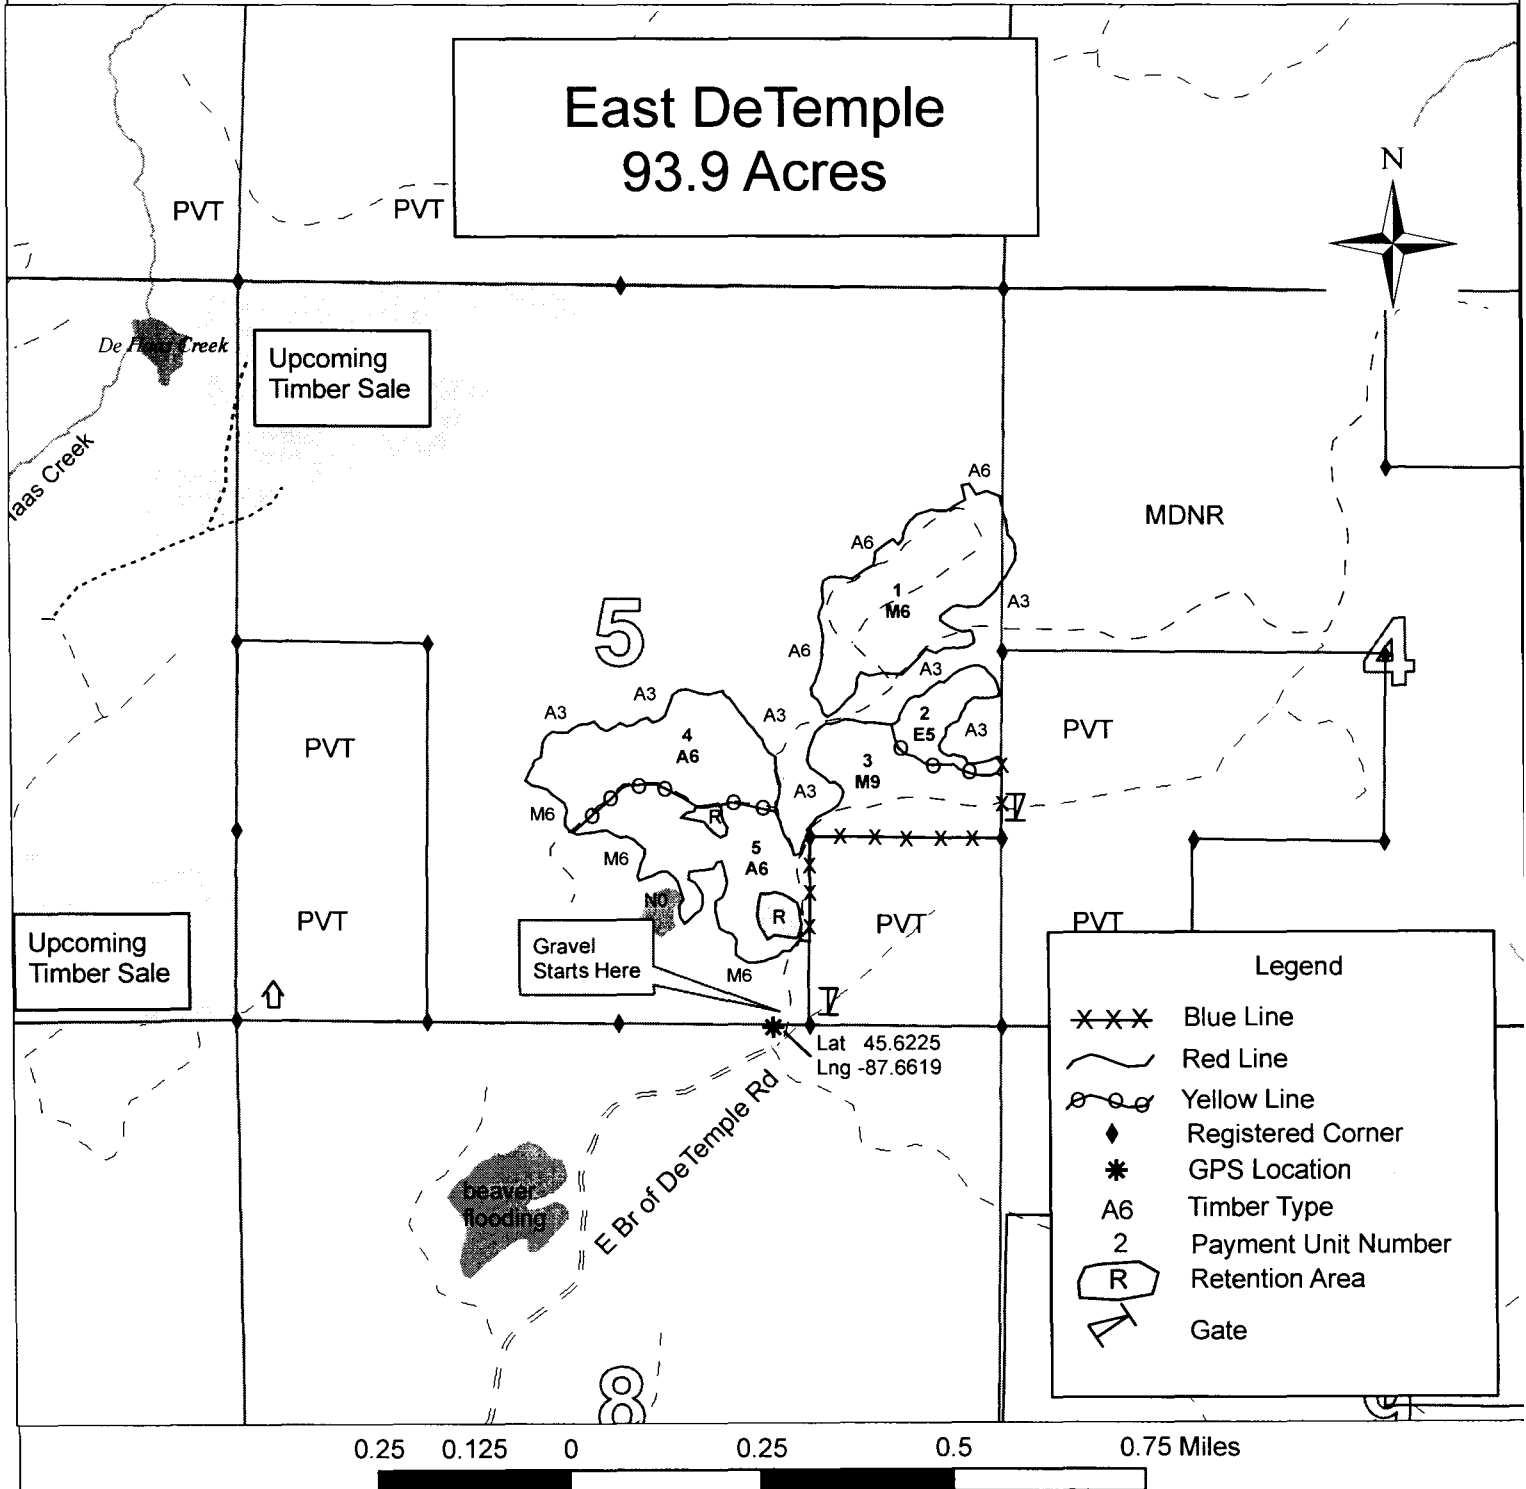 East DeTemple
93.9 Acres
N
PVT
PVT
De Haas Creek
Upcoming
Timber Sale
Creek
A6
MDNR
A6
1
M6
A3
5
4
A6
A3
A3
A3
A3
2
E5
A3
PVT
4
A6
PVT
3
M9
A3
M6
R
5
A6
M6
N0
R
PVT
PVT
PVT
Upcoming
Timber Sale
Gravel
Starts Here
M6
Lat 45.6225
Lng -87.6619
E Br of DeTemple Rd
beaver
flooding
8
Legend
Blue Line
Red Line
Yellow Line
Registered Corner
GPS Location
A6 Timber Type
2 Payment Unit Number
R Retention Area
Gate
0.25 0.125 0 0.25 0.5 0.75 Miles